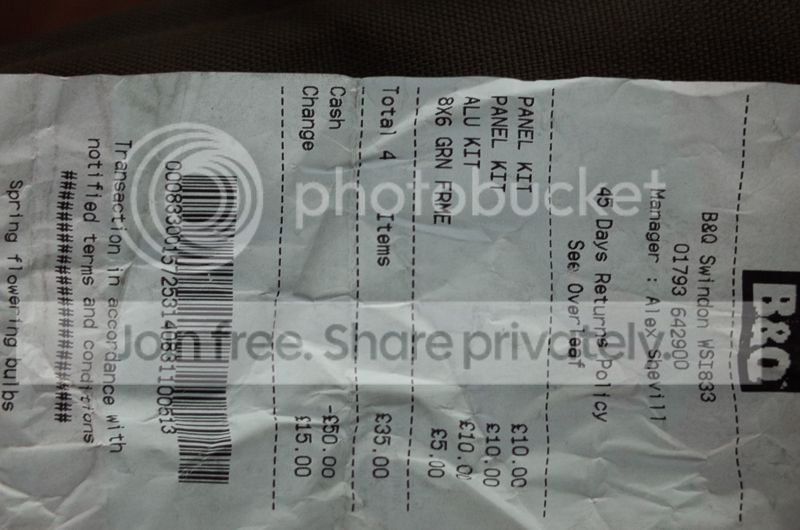 B&Q
B&Q Swindon WSI833
01793 642900
Manager : Alex Shevill
45 Days Returns Policy
See Overleaf
PANEL KIT £10.00
PANEL KIT £10.00
ALU KIT £10.00
8X6 GRN FRME £5.00
Total 4 Items £35.00
Cash -£50.00
Change £15.00
Transaction in accordance with
notified terms and conditions
##############################
Spring flowering bulbs
photobucket
Join free. Share privately.